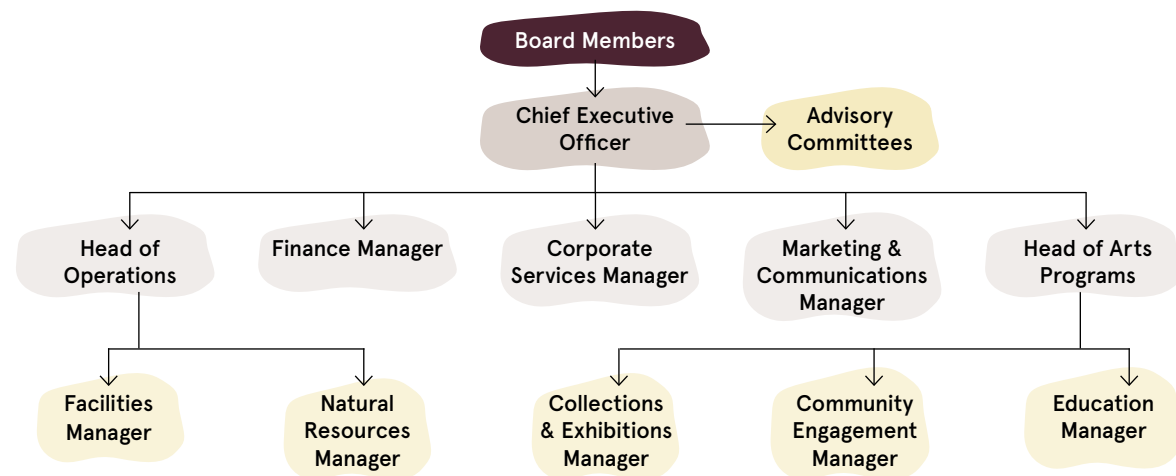 Board Members
Chief Executive
Officer
Advisory
Committees
Head of
Operations
Finance Manager
Corporate
Services Manager
Marketing &
Communications
Manager
Head of Arts
Programs
Facilities
Manager
Natural
Resources
Manager
Collections
& Exhibitions
Manager
Community
Engagement
Manager
Education
Manager